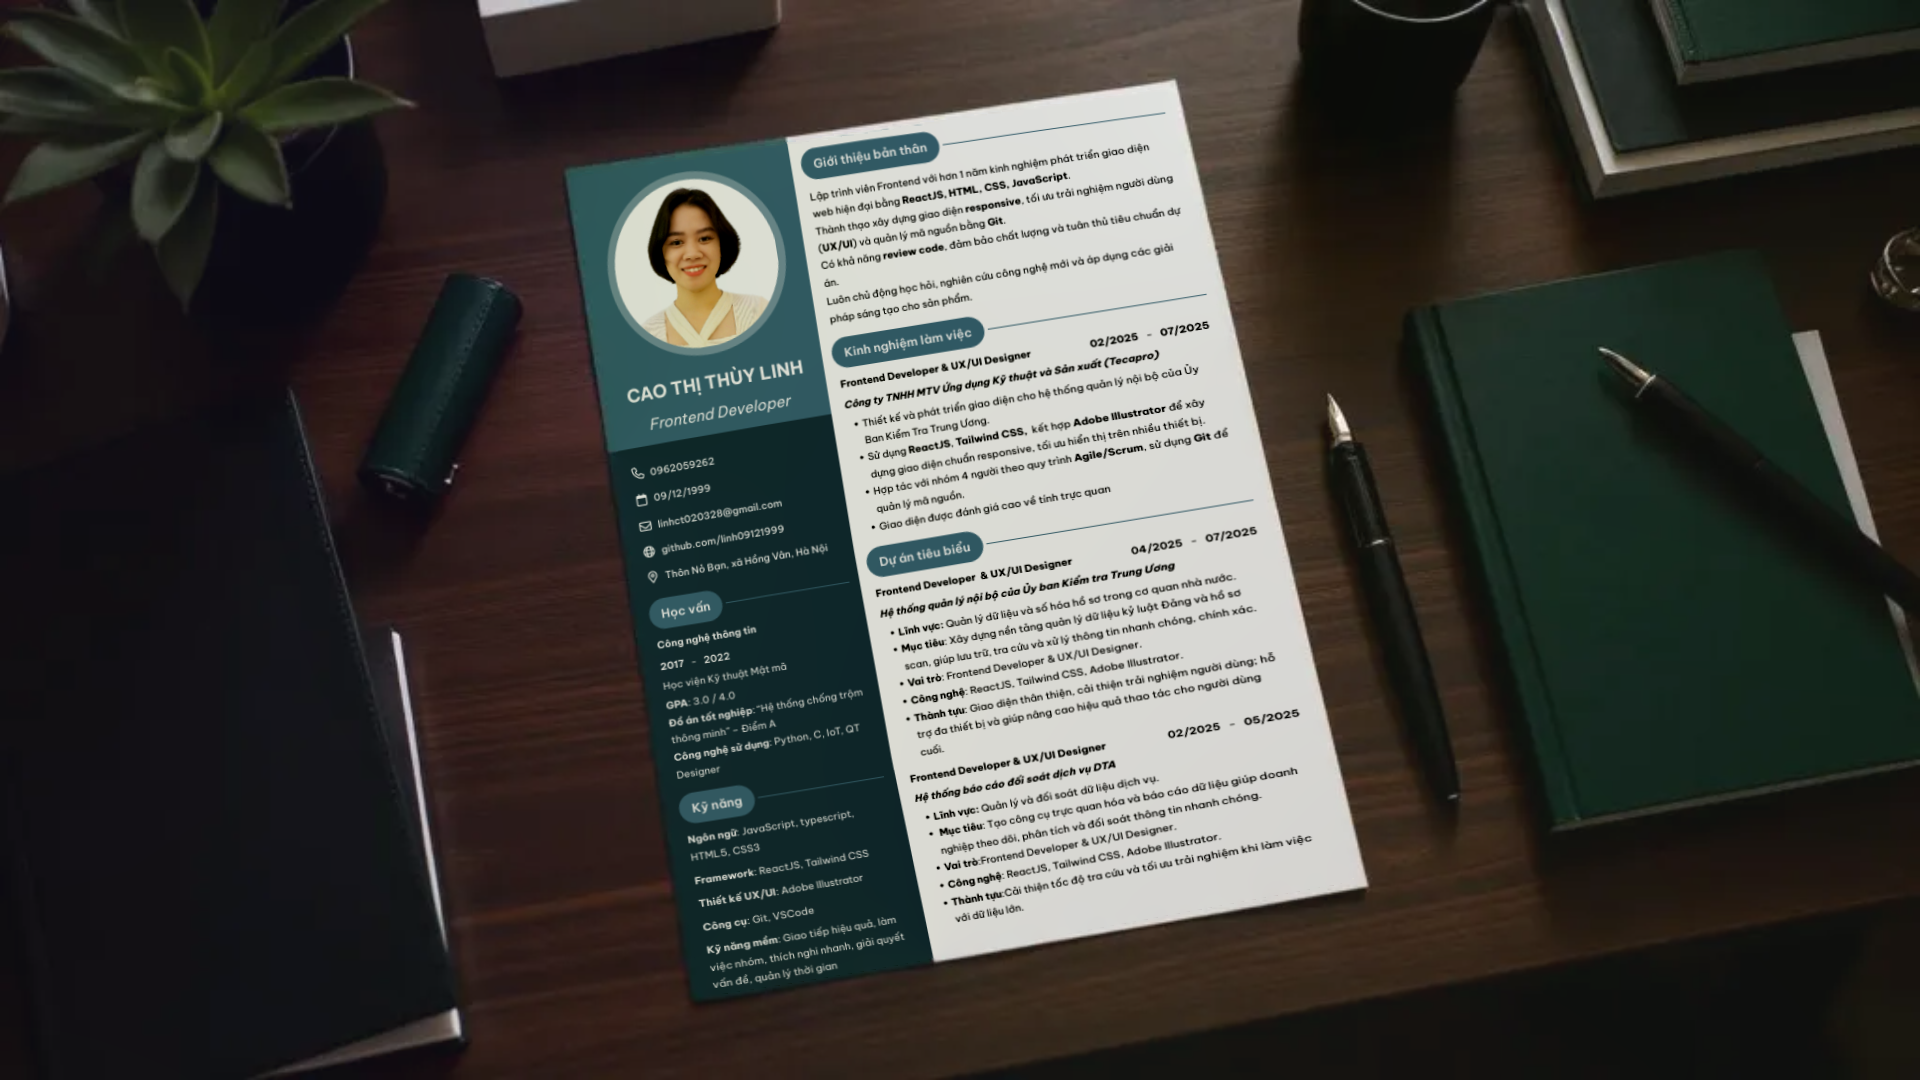 CAO THỊ THÙY LINH
Frontend Developer
0962059262
09/12/1999
linhct020328@gmail.com
github.com/linh09121999
Thôn Nỏ Bạn, xã Hồng Vân, Hà Nội
Học vấn
Công nghệ thông tin
2017 - 2022
Học viện Kỹ thuật Mật mã
GPA: 3.0 / 4.0
Đồ án tốt nghiệp: "Hệ thống chống trộm
thông minh" – Điểm A
Công nghệ sử dụng: Python, C, IoT, QT
Designer
Kỹ năng
Ngôn ngữ: JavaScript, typescript,
HTML5, CSS3
Framework: ReactJS, Tailwind CSS
Thiết kế UX/UI: Adobe Illustrator
Công cụ: Git, VSCode
Kỹ năng mềm: Giao tiếp hiệu quả, làm
việc nhóm, thích nghi nhanh, giải quyết
vấn đề, quản lý thời gian
Giới thiệu bản thân
Lập trình viên Frontend với hơn 1 năm kinh nghiệm phát triển giao diện
web hiện đại bằng ReactJS, HTML, CSS, JavaScript.
Thành thạo xây dựng giao diện responsive, tối ưu trải nghiệm người dùng
(UX/UI) và quản lý mã nguồn bằng Git.
Có khả năng review code, đảm bảo chất lượng và tuân thủ tiêu chuẩn dự
án.
Luôn chủ động học hỏi, nghiên cứu công nghệ mới và áp dụng các giải
pháp sáng tạo cho sản phẩm.
Kinh nghiệm làm việc
Frontend Developer & UX/UI Designer 02/2025 - 07/2025
Công ty TNHH MTV Ứng dụng Kỹ thuật và Sản xuất (Tecapro)
• Thiết kế và phát triển giao diện cho hệ thống quản lý nội bộ của Ủy
Ban Kiểm Tra Trung Ương.
• Sử dụng ReactJS, Tailwind CSS, kết hợp Adobe Illustrator để xây
dựng giao diện chuẩn responsive, tối ưu hiển thị trên nhiều thiết bị.
• Hợp tác với nhóm 4 người theo quy trình Agile/Scrum, sử dụng Git để
quản lý mã nguồn.
• Giao diện được đánh giá cao về tính trực quan
Dự án tiêu biểu
Frontend Developer & UX/UI Designer 04/2025 - 07/2025
Hệ thống quản lý nội bộ của Ủy ban Kiểm tra Trung Ương
• Lĩnh vực: Quản lý dữ liệu và số hóa hồ sơ trong cơ quan nhà nước.
• Mục tiêu: Xây dựng nền tảng quản lý dữ liệu kỷ luật Đảng và hồ sơ
scan, giúp lưu trữ, tra cứu và xử lý thông tin nhanh chóng, chính xác.
• Vai trò: Frontend Developer & UX/UI Designer.
• Công nghệ: ReactJS, Tailwind CSS, Adobe Illustrator.
• Thành tựu: Giao diện thân thiện, cải thiện trải nghiệm người dùng; hỗ
trợ đa thiết bị và giúp nâng cao hiệu quả thao tác cho người dùng
cuối.
Frontend Developer & UX/UI Designer 02/2025 - 05/2025
Hệ thống báo cáo đối soát dịch vụ DTA
• Lĩnh vực: Quản lý và đối soát dữ liệu dịch vụ.
• Mục tiêu: Tạo công cụ trực quan hóa và báo cáo dữ liệu giúp doanh
nghiệp theo dõi, phân tích và đối soát thông tin nhanh chóng.
• Vai trò:Frontend Developer & UX/UI Designer.
• Công nghệ: ReactJS, Tailwind CSS, Adobe Illustrator.
• Thành tựu:Cải thiện tốc độ tra cứu và tối ưu trải nghiệm khi làm việc
với dữ liệu lớn.